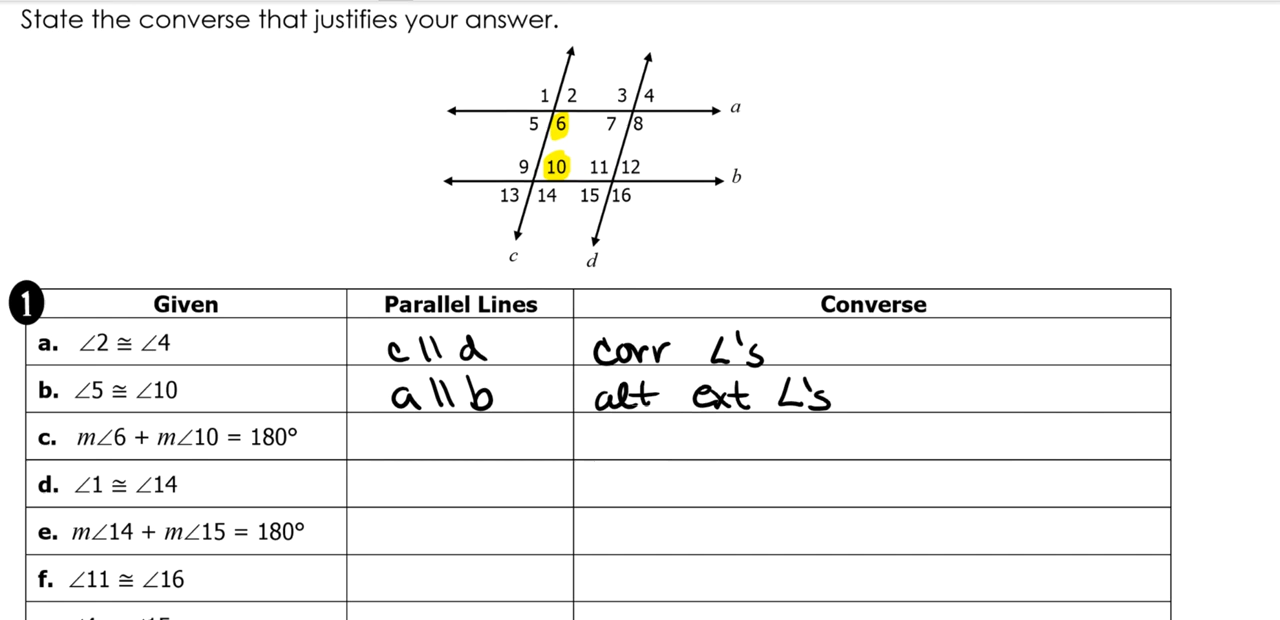 State the converse that justifies your answer.
1 2 3 4 a
5 6 7 8
9 10 11 12 b
13 14 15 16
c d
1 Given Parallel Lines Converse
a. ∠2 ≅ ∠4 c || d corr ∠'s
b. ∠5 ≅ ∠10 a || b alt ext ∠'s
c. m∠6 + m∠10 = 180°
d. ∠1 ≅ ∠14
e. m∠14 + m∠15 = 180°
f. ∠11 ≅ ∠16